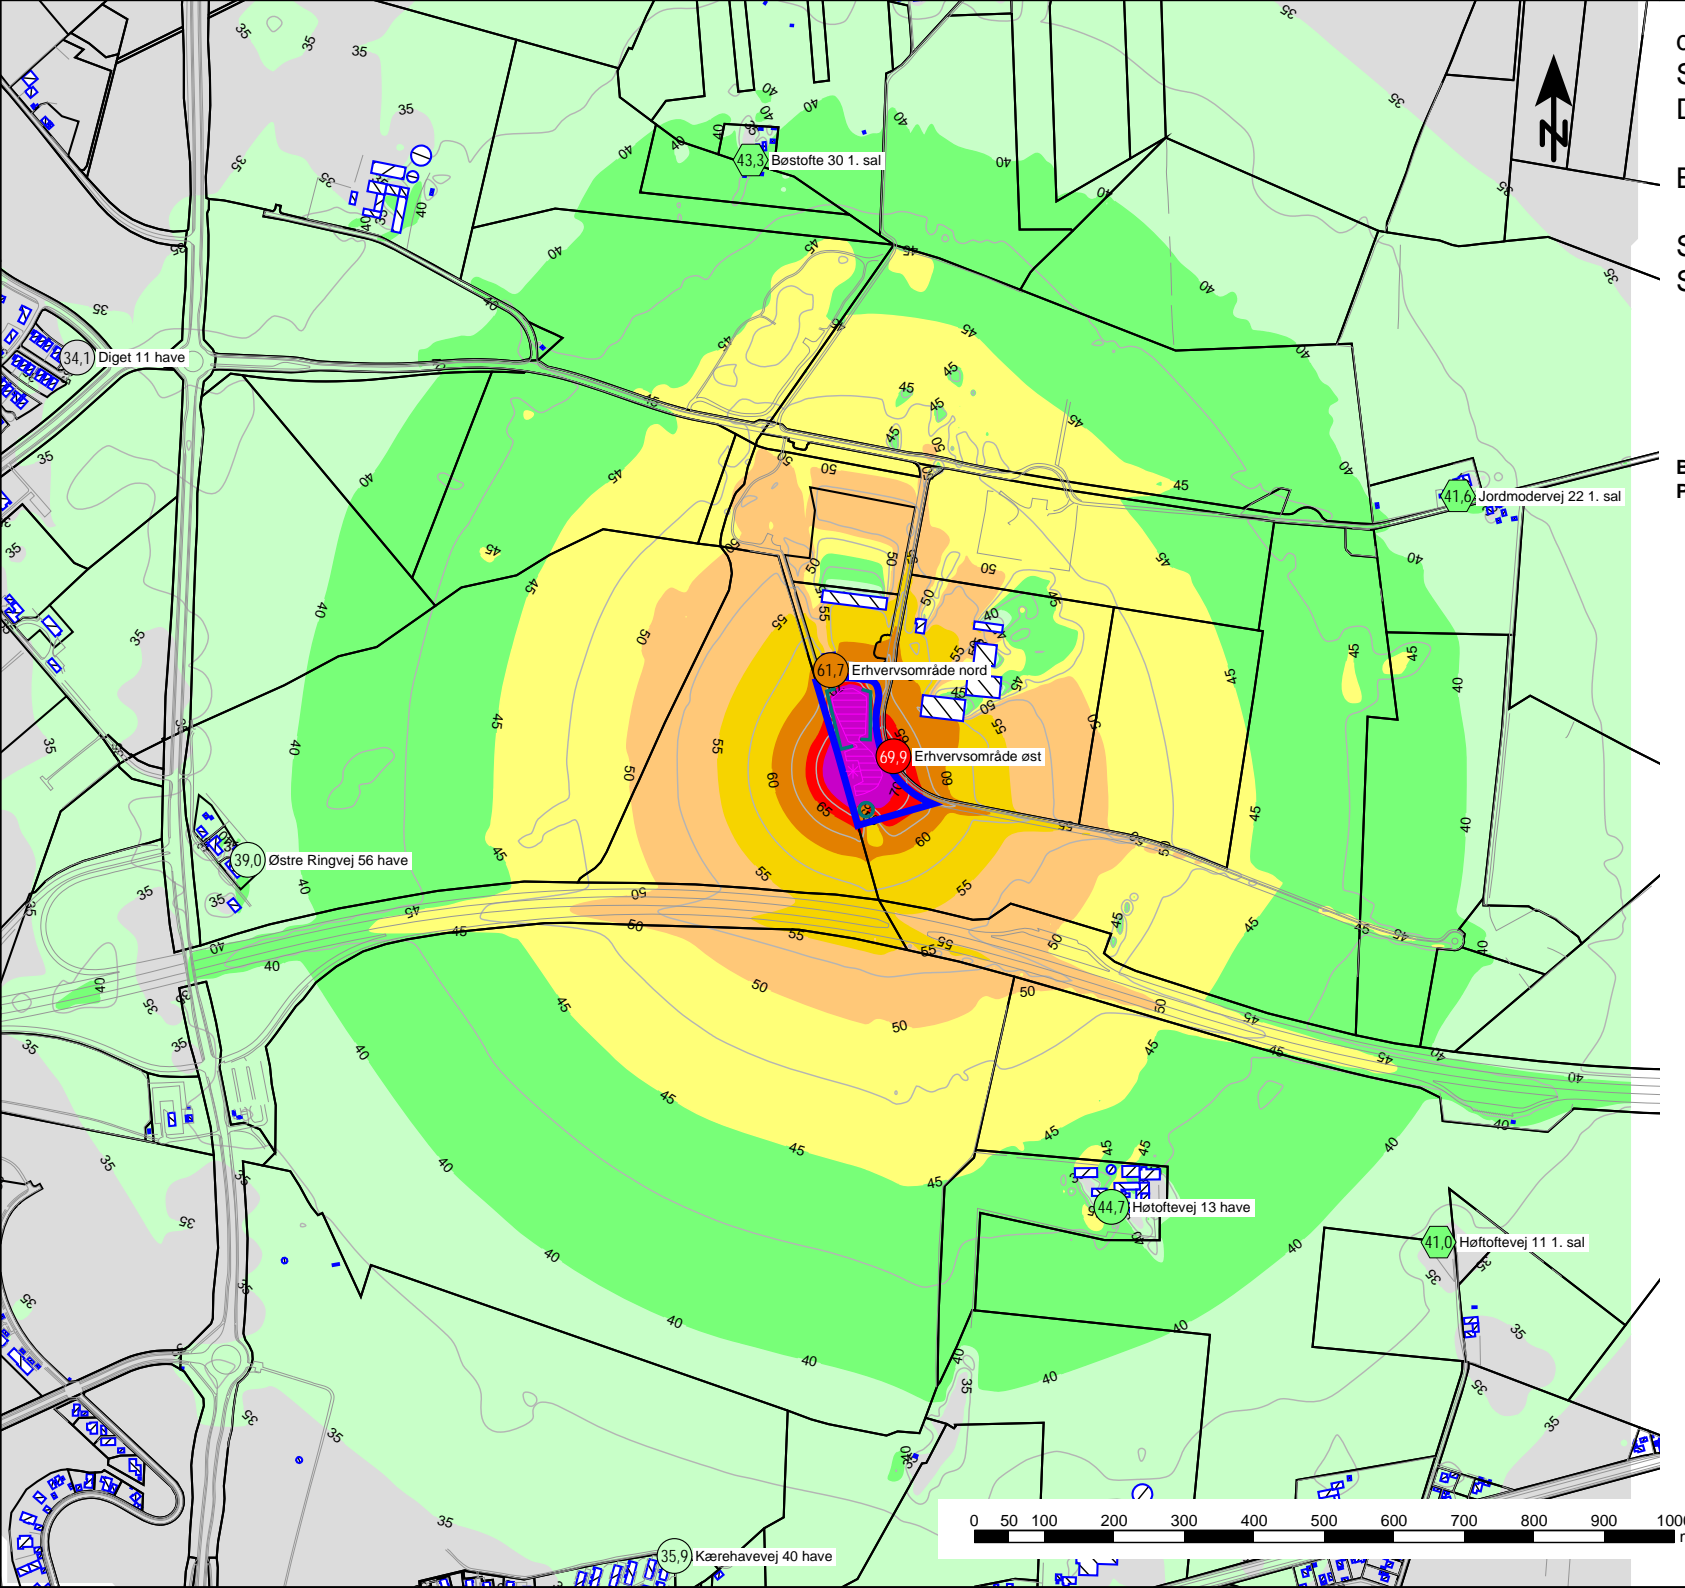 43,3 Bøstofte 30 1. sal
34,1 Diget 11 have
41,6 Jordmodervej 22 1. sal
61,7 Erhvervsområde nord
69,9 Erhvervsområde øst
39,0 Østre Ringvej 56 have
44,7 Høtoftevej 13 have
41,0 Høftoftevej 11 1. sal
35,9 Kærehavevej 40 have
0 50 100 200 300 400 500 600 700 800 900
N
35
40
45
50
55
60
65
70